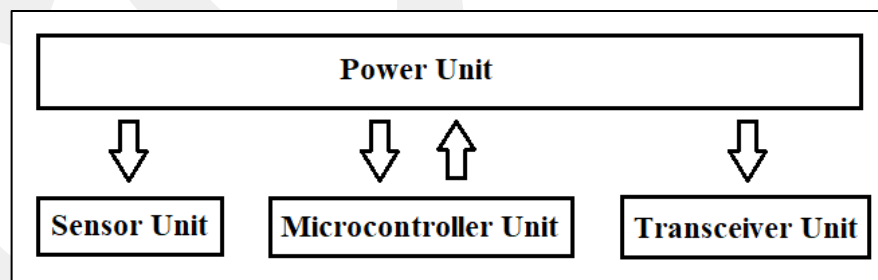 Power Unit
Sensor Unit
Microcontroller Unit
Transceiver Unit